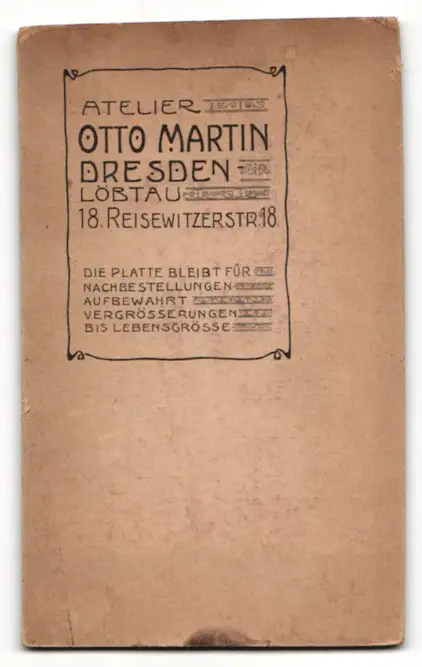 ATELIER
OTTO MARTIN
DRESDEN-
LÖBTAU
18. REISEWITZERSTR. 18.
DIE PLATTE BLEIBT FÜR
NACHBESTELLUNGEN
AUFBEWAHRT
VERGRÖSSERUNGEN
BIS LEBENSGRÖSSE